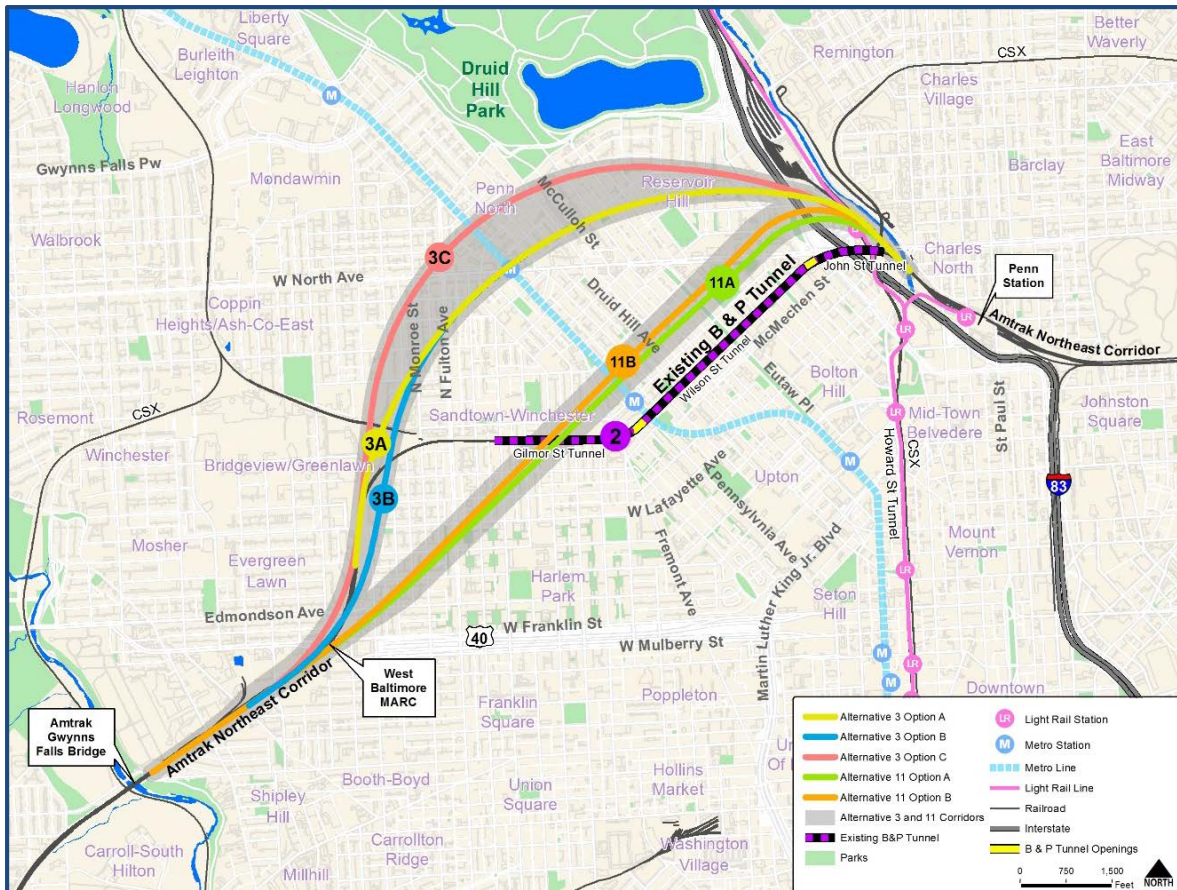 Liberty
Square
Burleith
Leighton
Hanlon
Longwood
Druid
Hill
Park
Remington
CSX
Better
Waverly
Charles
Village
East
Baltimore
Midway
Barclay
Gwynns Falls Pw
Mondawmin
Penn
North
McCulloh St
Reservoir
Hill
Walbrook
3C
W North Ave
Coppin
Heights/Ash-Co-East
N Monroe St
N Fulton Ave
Druid Hill Ave
11A
11B
Existing B & P Tunnel
John St Tunnel
McMechen St
Wilson St Tunnel
Charles
North
Penn
Station
Amtrak Northeast Corridor
Eutaw Pl
Bolton
Hill
Rosemont
CSX
Winchester
Sandtown-Winchester
2
Gilmor St Tunnel
Bridgeview/Greenlawn
3A
3B
Mid-Town
Belvedere
St Paul St
Johnston
Square
Howard St Tunnel
CSX
83
Upton
W Lafayette Ave
Pennsylvnia Ave
Fremont Ave
Martin Luther King Jr. Blvd
Mosher
Evergreen
Lawn
Edmondson Ave
Harlem
Park
Mount
Vernon
Seton
Hill
W Franklin St
40
W Mulberry St
West
Baltimore
MARC
Amtrak Northeast Corridor
Amtrak
Gwynns
Falls Bridge
Franklin
Square
Poppleton
Downtown
Booth-Boyd
Shipley
Hill
Union
Square
Hollins
Market
Carroll-South
Hilton
Carrollton
Ridge
Millhill
Washington
Village
M
M
M
M
M
M
LR
LR
LR
LR
LR
LR
Alternative 3 Option A
Alternative 3 Option B
Alternative 3 Option C
Alternative 11 Option A
Alternative 11 Option B
Alternative 3 and 11 Corridors
Existing B&P Tunnel
Parks
LR Light Rail Station
M Metro Station
Metro Line
Light Rail Line
Railroad
Interstate
B & P Tunnel Openings
0 750 1,500
Feet
NORTH